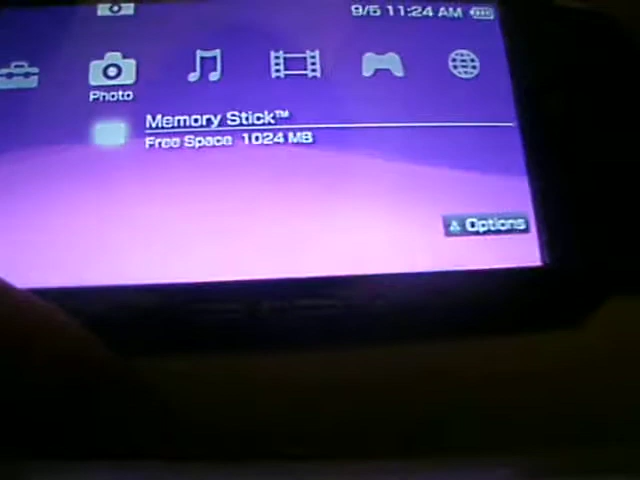 9/5 11:24 AM
Photo
Memory Stick™
Free Space 1024 MB
Options